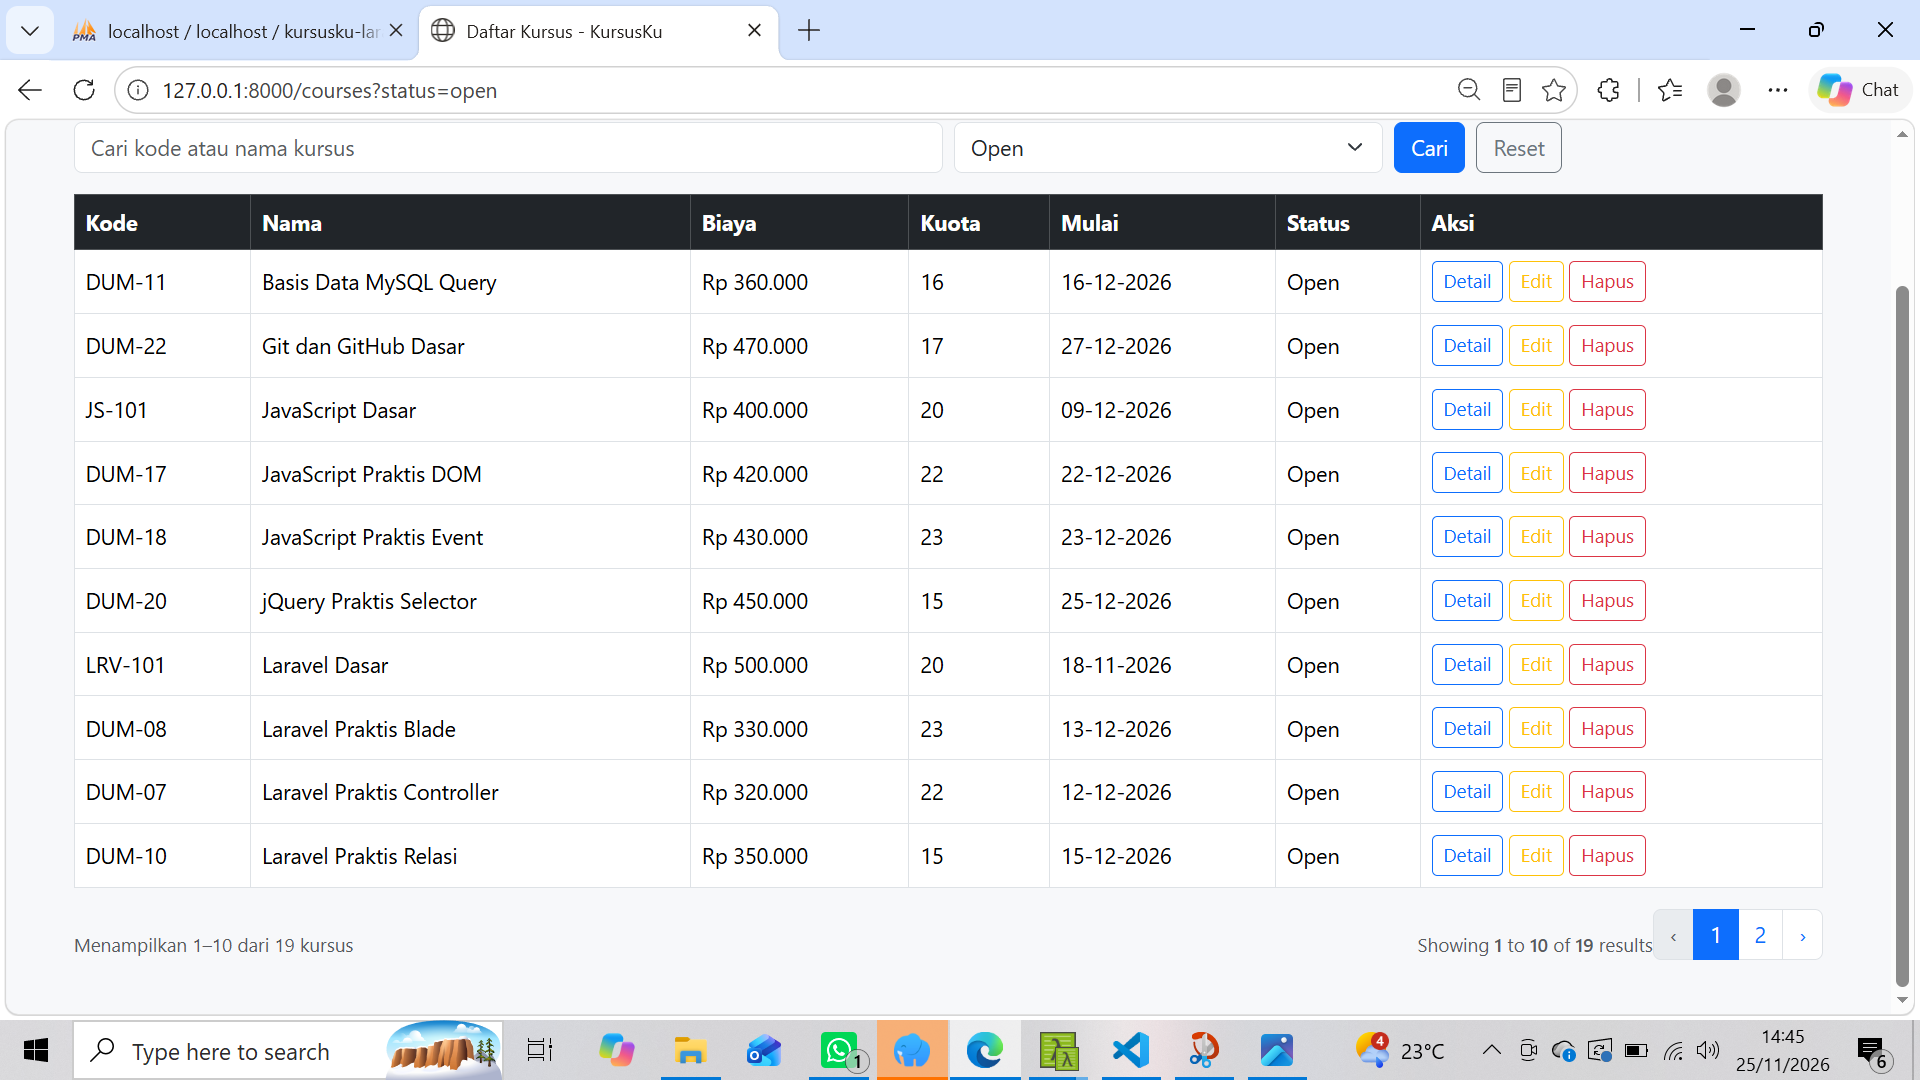 localhost / localhost / kursusku-lar
Daftar Kursus - KursusKu
127.0.0.1:8000/courses?status=open
Chat
Cari kode atau nama kursus
Open
Cari
Reset
Kode Nama Biaya Kuota Mulai Status Aksi
DUM-11 Basis Data MySQL Query Rp 360.000 16 16-12-2026 Open Detail Edit Hapus
DUM-22 Git dan GitHub Dasar Rp 470.000 17 27-12-2026 Open Detail Edit Hapus
JS-101 JavaScript Dasar Rp 400.000 20 09-12-2026 Open Detail Edit Hapus
DUM-17 JavaScript Praktis DOM Rp 420.000 22 22-12-2026 Open Detail Edit Hapus
DUM-18 JavaScript Praktis Event Rp 430.000 23 23-12-2026 Open Detail Edit Hapus
DUM-20 jQuery Praktis Selector Rp 450.000 15 25-12-2026 Open Detail Edit Hapus
LRV-101 Laravel Dasar Rp 500.000 20 18-11-2026 Open Detail Edit Hapus
DUM-08 Laravel Praktis Blade Rp 330.000 23 13-12-2026 Open Detail Edit Hapus
DUM-07 Laravel Praktis Controller Rp 320.000 22 12-12-2026 Open Detail Edit Hapus
DUM-10 Laravel Praktis Relasi Rp 350.000 15 15-12-2026 Open Detail Edit Hapus
Menampilkan 1–10 dari 19 kursus
Showing 1 to 10 of 19 results
‹ 1 2 ›
Type here to search
1
4
23°C
14:45
25/11/2026
6